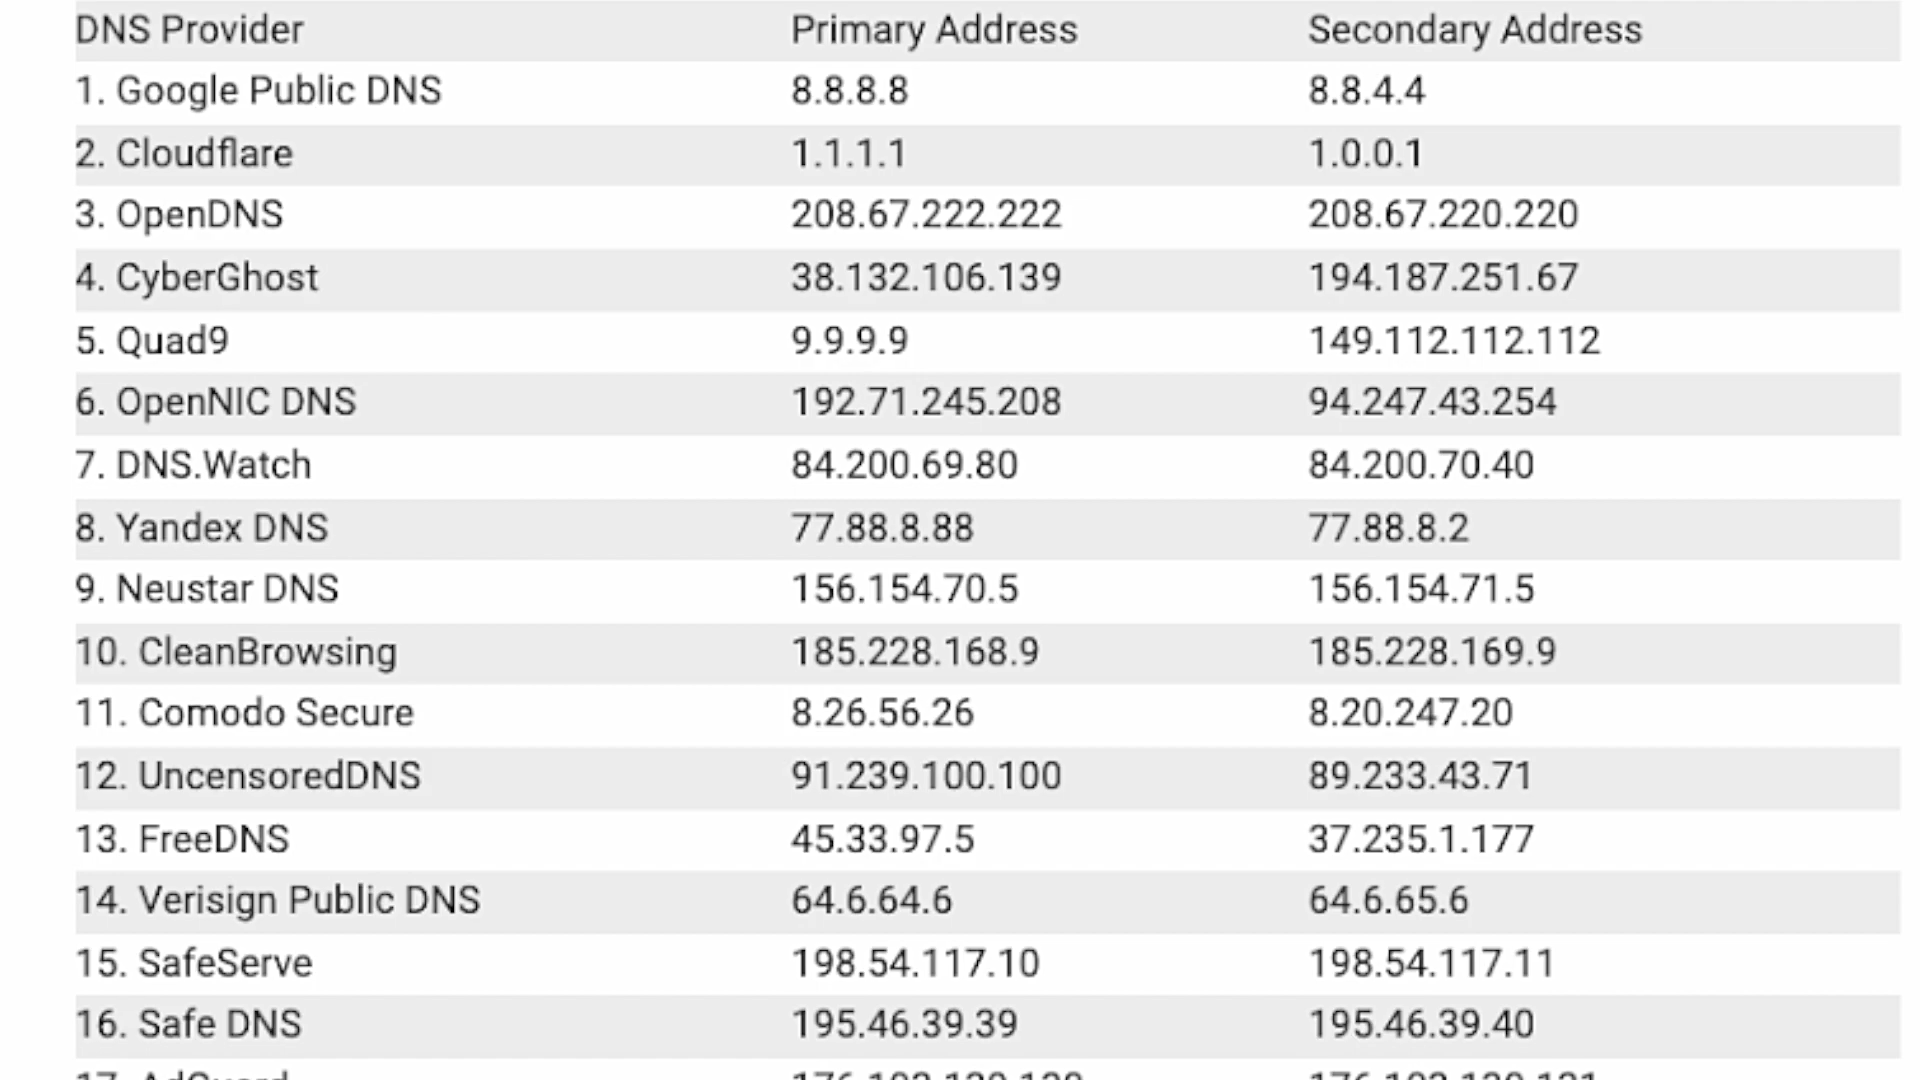 DNS Provider Primary Address Secondary Address
1. Google Public DNS 8.8.8.8 8.8.4.4
2. Cloudflare 1.1.1.1 1.0.0.1
3. OpenDNS 208.67.222.222 208.67.220.220
4. CyberGhost 38.132.106.139 194.187.251.67
5. Quad9 9.9.9.9 149.112.112.112
6. OpenNIC DNS 192.71.245.208 94.247.43.254
7. DNS.Watch 84.200.69.80 84.200.70.40
8. Yandex DNS 77.88.8.88 77.88.8.2
9. Neustar DNS 156.154.70.5 156.154.71.5
10. CleanBrowsing 185.228.168.9 185.228.169.9
11. Comodo Secure 8.26.56.26 8.20.247.20
12. UncensoredDNS 91.239.100.100 89.233.43.71
13. FreeDNS 45.33.97.5 37.235.1.177
14. Verisign Public DNS 64.6.64.6 64.6.65.6
15. SafeServe 198.54.117.10 198.54.117.11
16. Safe DNS 195.46.39.39 195.46.39.40
17. AdGuard